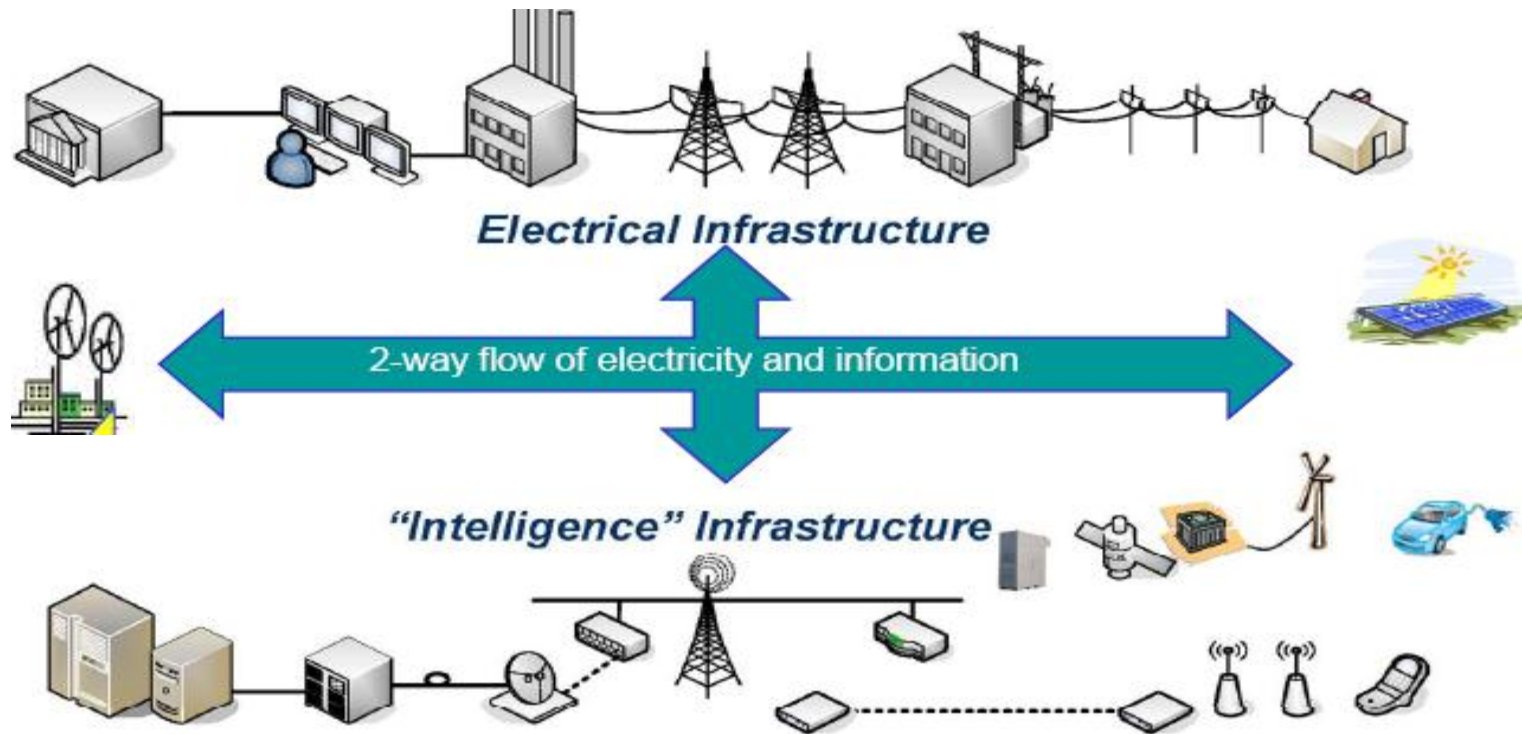 Electrical Infrastructure
2-way flow of electricity and information
“Intelligence” Infrastructure